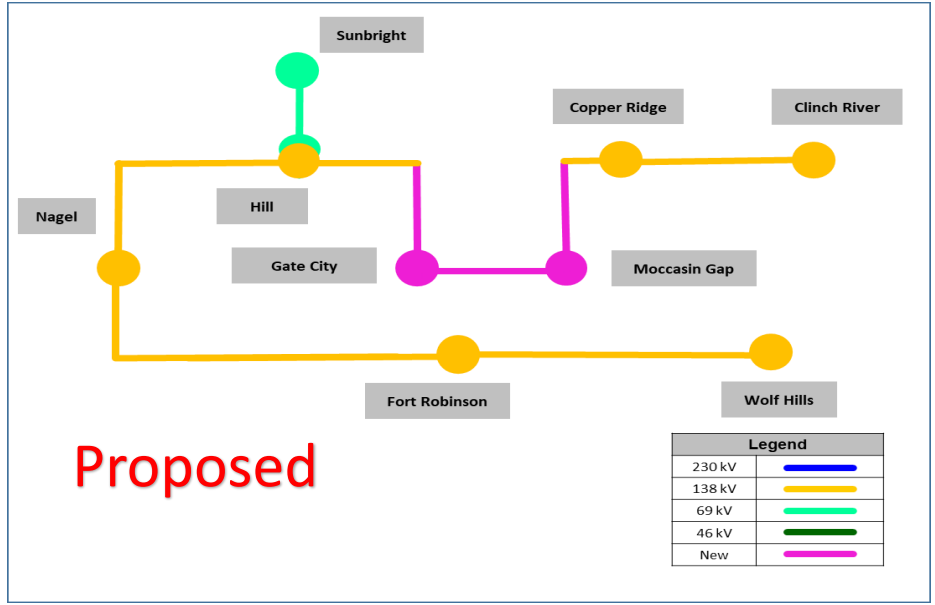 Sunbright
Copper Ridge
Clinch River
Hill
Nagel
Gate City
Moccasin Gap
Fort Robinson
Wolf Hills
Proposed
Legend
230 kV
138 kV
69 kV
46 kV
New